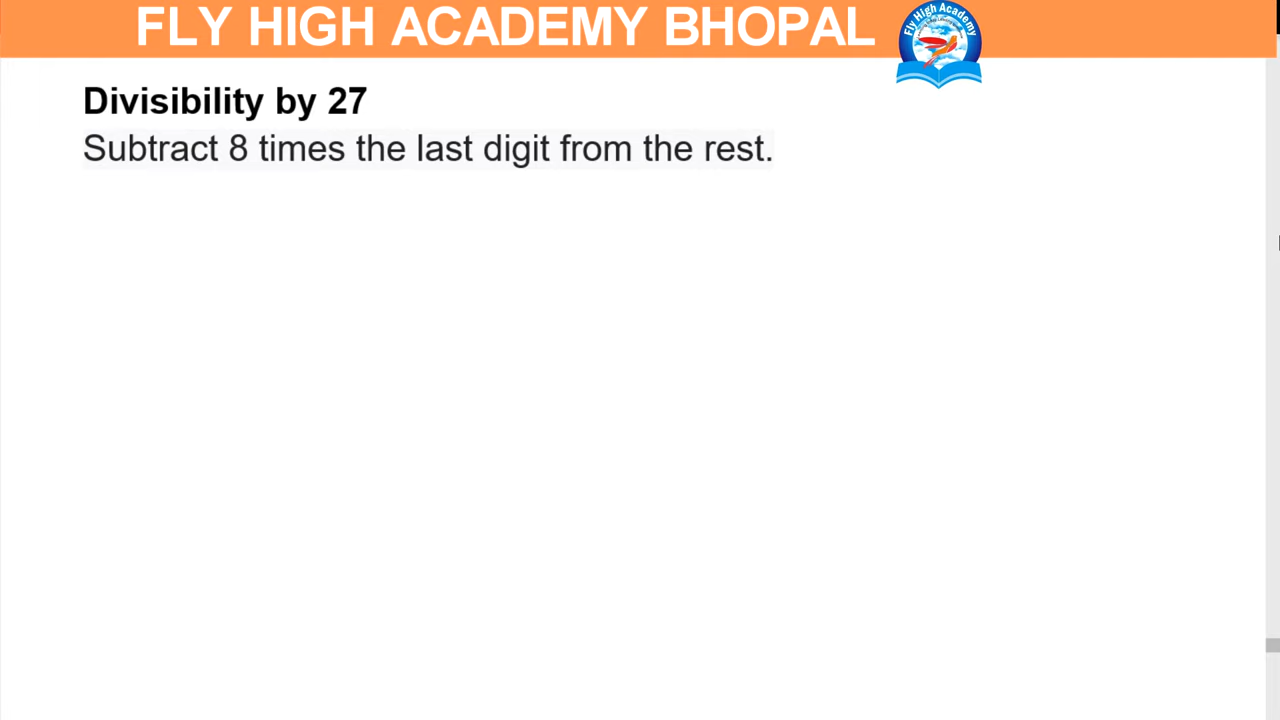 FLY HIGH ACADEMY BHOPAL
Fly High Academy
Divisibility by 27
Subtract 8 times the last digit from the rest.